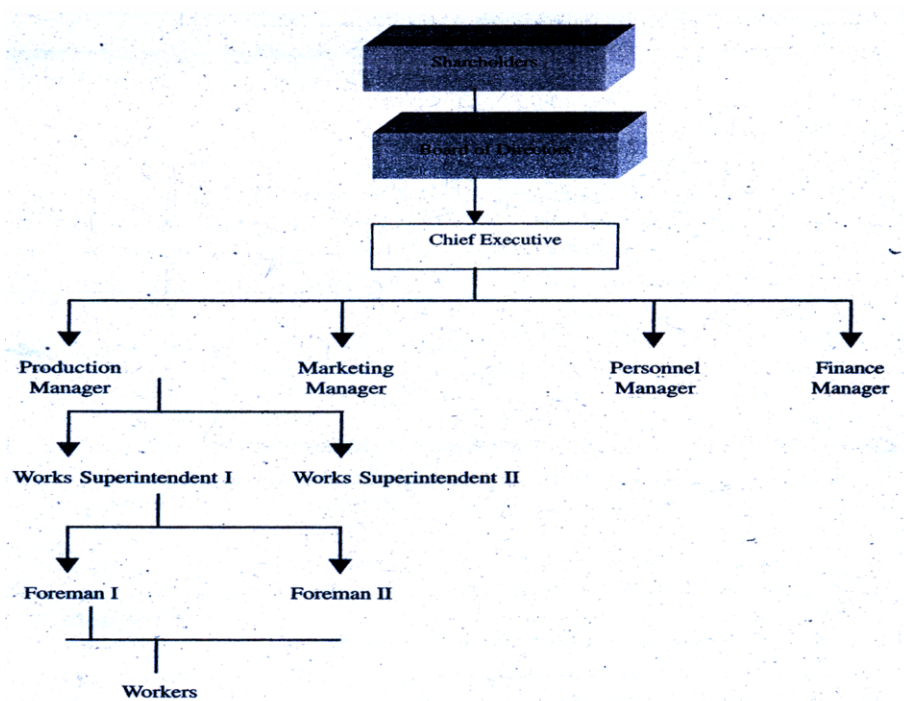 Shareholders
Board of Directors
Chief Executive
Production
Manager
Marketing
Manager
Personnel
Manager
Finance
Manager
Works Superintendent I
Works Superintendent II
Foreman I
Foreman II
Workers